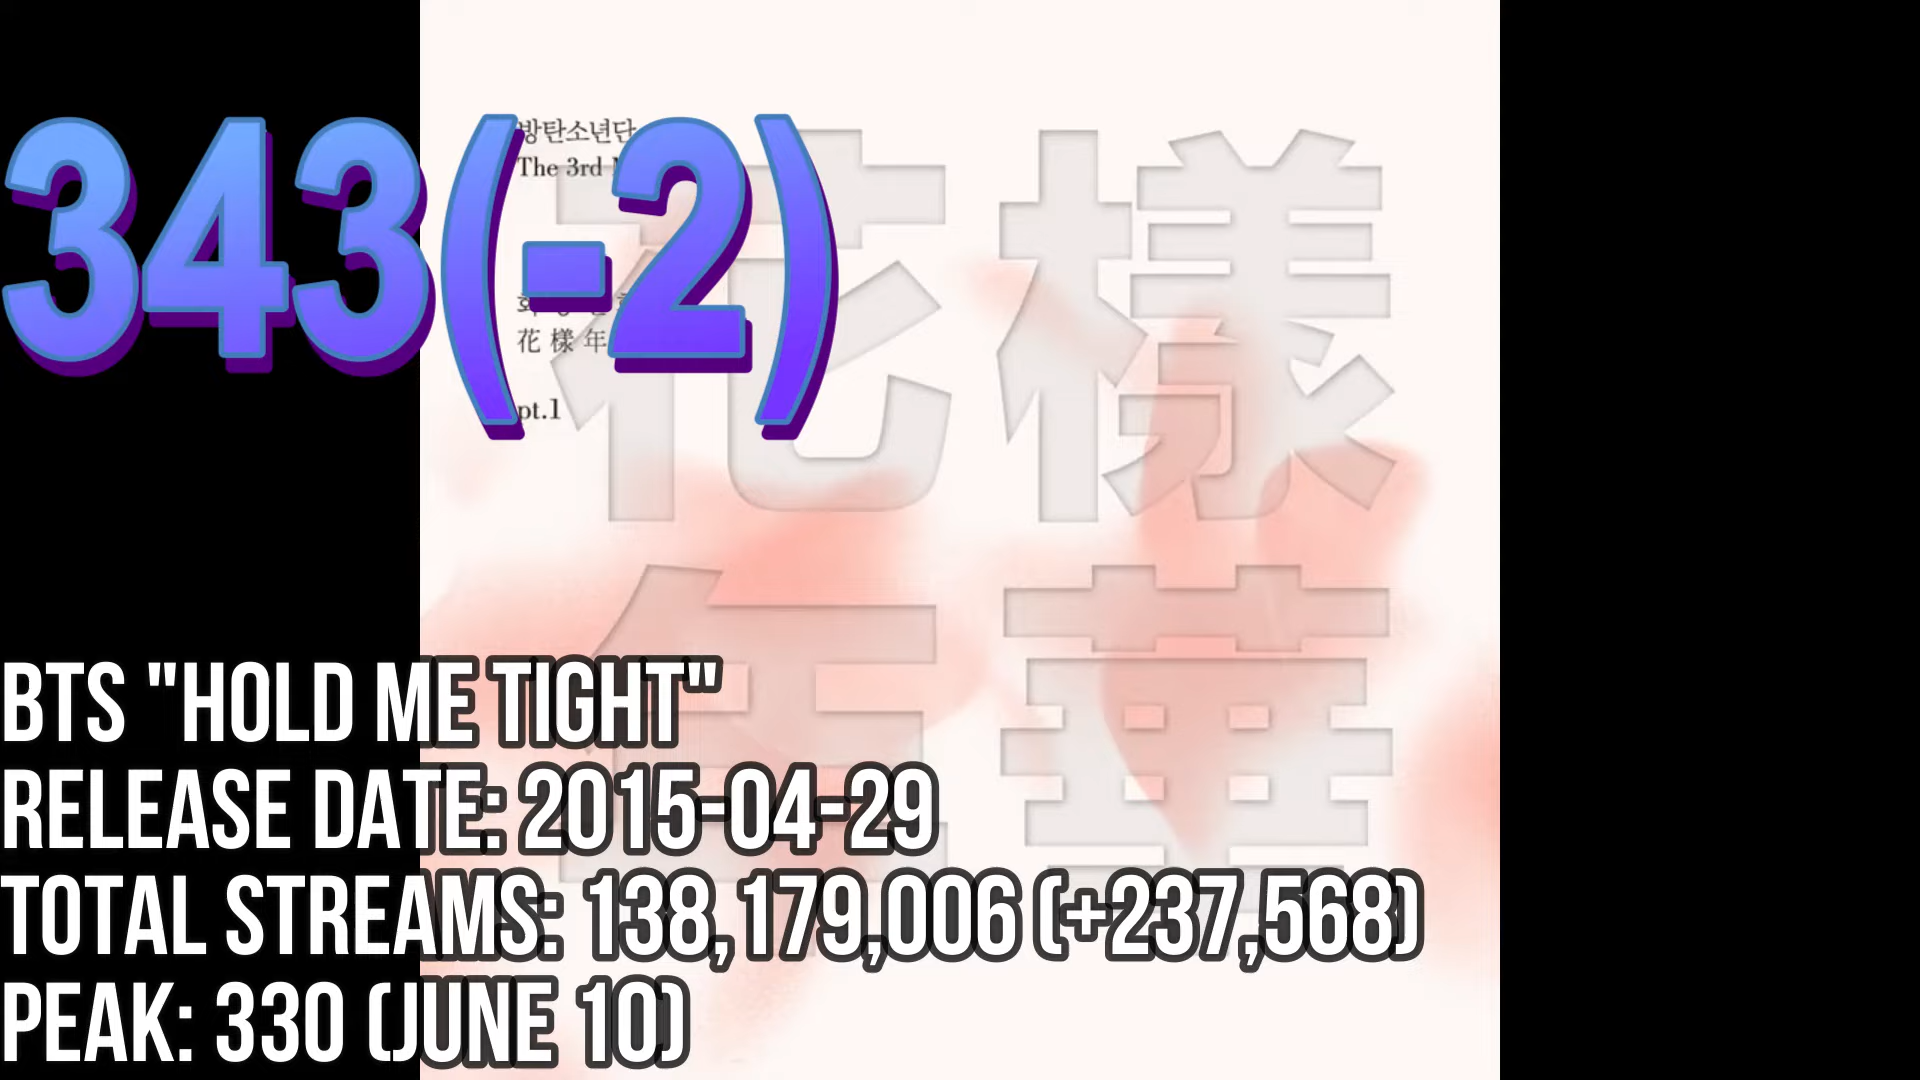 343(-2)
방탄소년단
The 3rd
花 樣 年
pt.1
花樣
年華
BTS "HOLD ME TIGHT"
RELEASE DATE: 2015-04-29
TOTAL STREAMS: 138,179,006 (+237,568)
PEAK: 330 (JUNE 10)